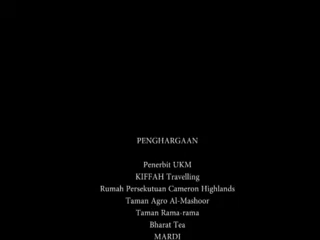 PENGHARGAAN
Penerbit UKM
KIFFAH Travelling
Rumah Persekutuan Cameron Highlands
Taman Agro Al-Mashoor
Taman Rama-rama
Bharat Tea
MARDI